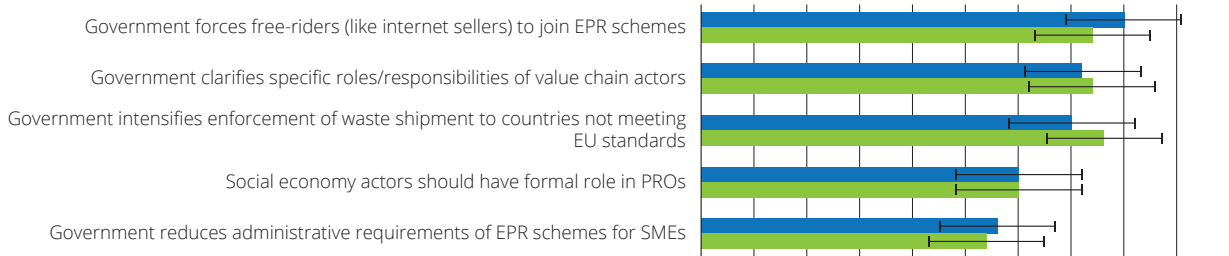 Government forces free-riders (like internet sellers) to join EPR schemes
Government clarifies specific roles/responsibilities of value chain actors
Government intensifies enforcement of waste shipment to countries not meeting
EU standards
Social economy actors should have formal role in PROs
Government reduces administrative requirements of EPR schemes for SMEs